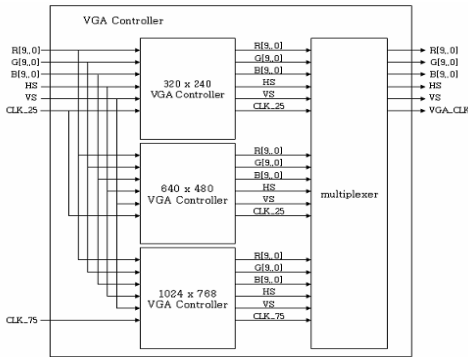 VGA Controller
R[9..0]
G[9..0]
B[9..0]
HS
VS
CLK_25
320 x 240
VGA Controller
R[9..0]
G[9..0]
B[9..0]
HS
VS
CLK_25
R[9..0]
G[9..0]
B[9..0]
HS
VS
VGA_CLK
640 x 480
VGA Controller
R[9..0]
G[9..0]
B[9..0]
HS
VS
CLK_25
multiplexer
1024 x 768
VGA Controller
R[9..0]
G[9..0]
B[9..0]
HS
VS
CLK_75
CLK_75